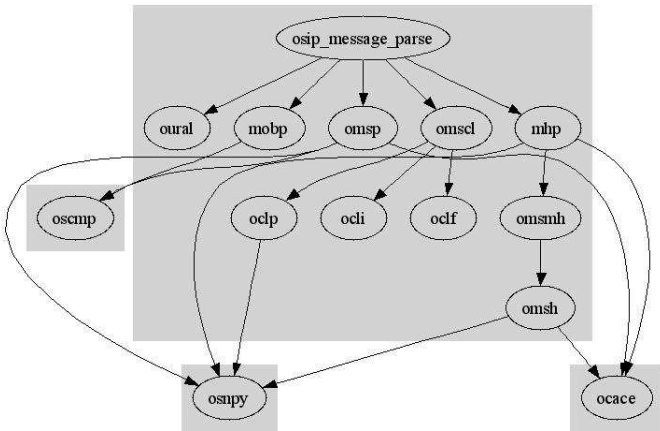 osip_message_parse
oural
mobp
omsp
omscl
mhp
oscmp
oclp
ocli
oclf
omsmh
omsh
osnpy
ocace